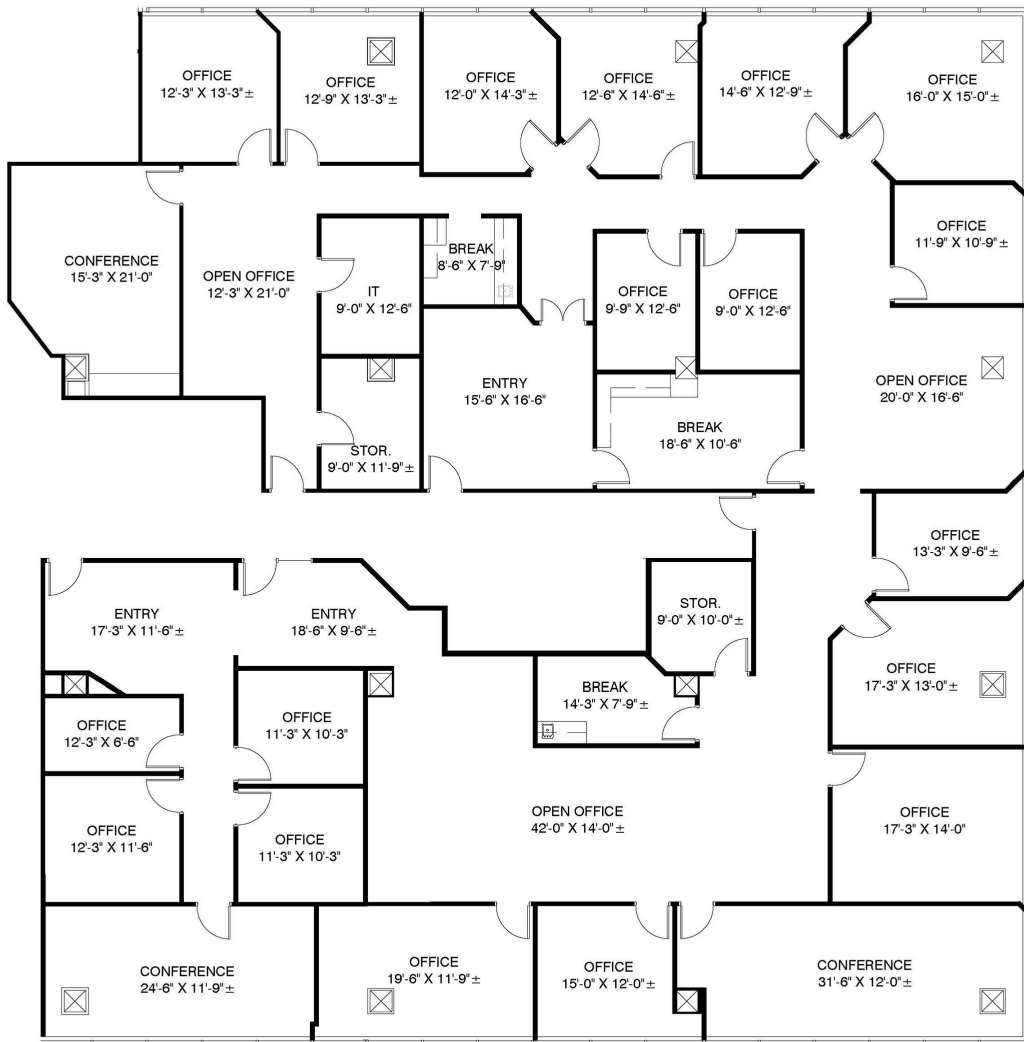 OFFICE
12'-3" X 13'-3"±
OFFICE
12'-9" X 13'-3"±
OFFICE
12'-0" X 14'-3"±
OFFICE
12'-6" X 14'-6"±
OFFICE
14'-6" X 12'-9"±
OFFICE
16'-0" X 15'-0"±
CONFERENCE
15'-3" X 21'-0"
OPEN OFFICE
12'-3" X 21'-0"
IT
9'-0" X 12'-6"
BREAK
8'-6" X 7'-9"
OFFICE
9'-9" X 12'-6"
OFFICE
9'-0" X 12'-6"
OFFICE
11'-9" X 10'-9"±
STOR.
9'-0" X 11'-9"±
ENTRY
15'-6" X 16'-6"
BREAK
18'-6" X 10'-6"
OPEN OFFICE
20'-0" X 16'-6"
OFFICE
13'-3" X 9'-6"±
ENTRY
17'-3" X 11'-6"±
ENTRY
18'-6" X 9'-6"±
STOR.
9'-0" X 10'-0"±
OFFICE
17'-3" X 13'-0"±
OFFICE
12'-3" X 6'-6"
OFFICE
11'-3" X 10'-3"
BREAK
14'-3" X 7'-9"±
OFFICE
12'-3" X 11'-6"
OFFICE
11'-3" X 10'-3"
OPEN OFFICE
42'-0" X 14'-0"±
OFFICE
17'-3" X 14'-0"
CONFERENCE
24'-6" X 11'-9"±
OFFICE
19'-6" X 11'-9"±
OFFICE
15'-0" X 12'-0"±
CONFERENCE
31'-6" X 12'-0"±